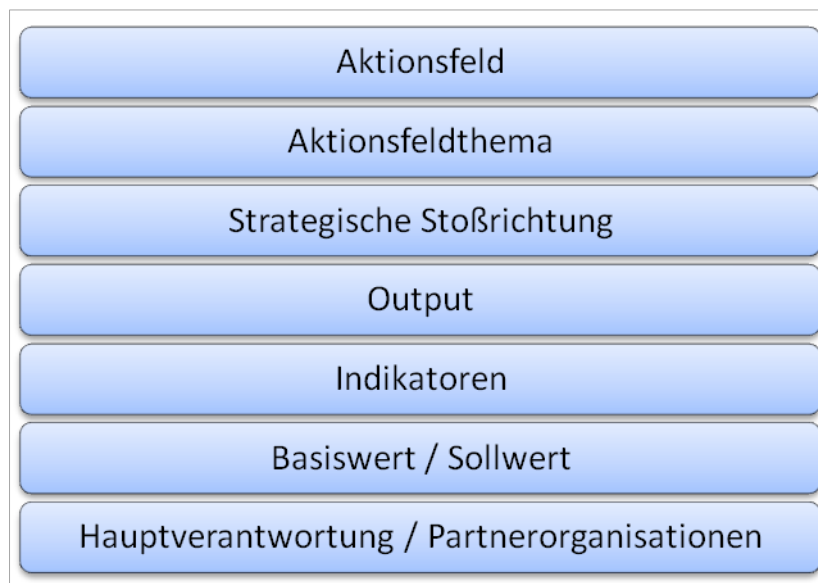 Aktionsfeld
Aktionsfeldthema
Strategische Stoßrichtung
Output
Indikatoren
Basiswert / Sollwert
Hauptverantwortung / Partnerorganisationen